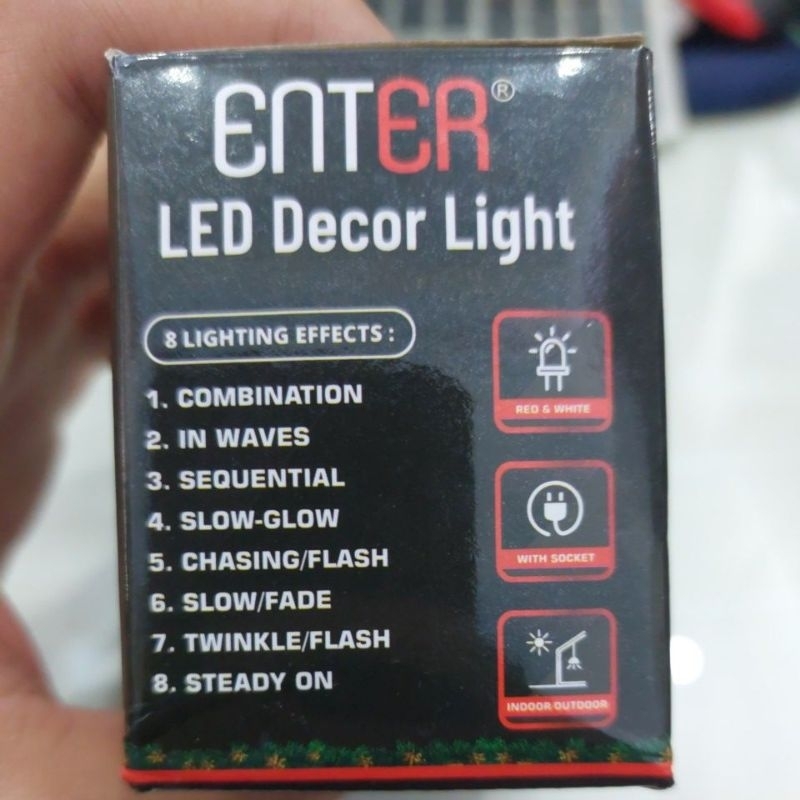 ENTER®
LED Decor Light
8 LIGHTING EFFECTS :
1. COMBINATION
2. IN WAVES
3. SEQUENTIAL
4. SLOW-GLOW
5. CHASING/FLASH
6. SLOW/FADE
7. TWINKLE/FLASH
8. STEADY ON
RED & WHITE
WITH SOCKET
INDOOR OUTDOOR